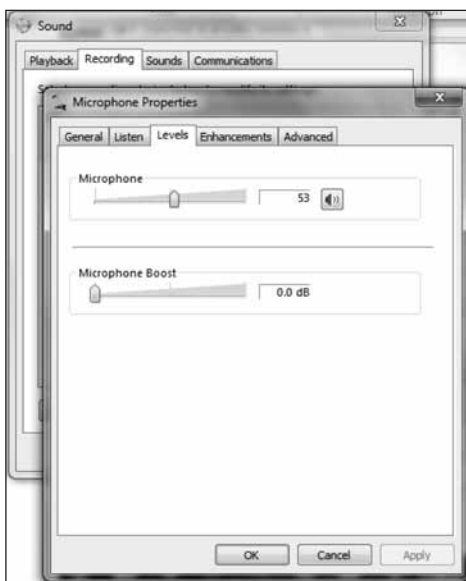 Sound
Playback Recording Sounds Communications
Microphone Properties
General Listen Levels Enhancements Advanced
Microphone
53
Microphone Boost
0.0 dB
OK Cancel Apply